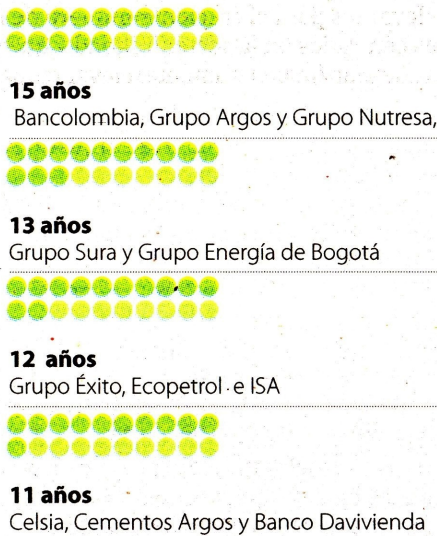 15 años
Bancolombia, Grupo Argos y Grupo Nutresa,
13 años
Grupo Sura y Grupo Energía de Bogotá
12 años
Grupo Éxito, Ecopetrol e ISA
11 años
Celsia, Cementos Argos y Banco Davivienda